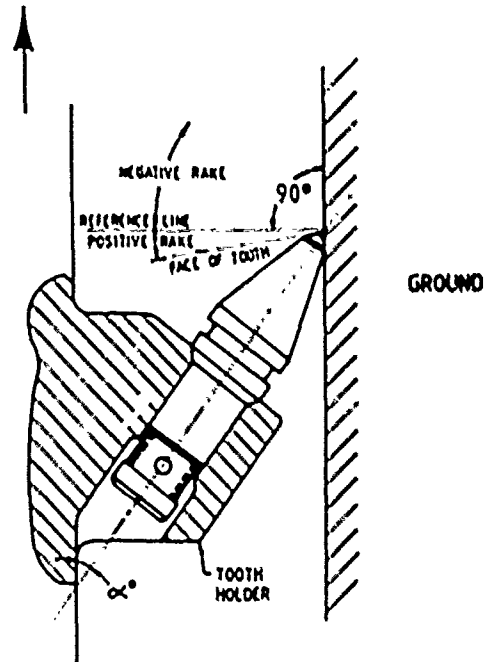 NEGATIVE RAKE
90°
REFERENCE LINE
POSITIVE RAKE
FACE OF TOOTH
GROUND
α°
TOOTH
HOLDER